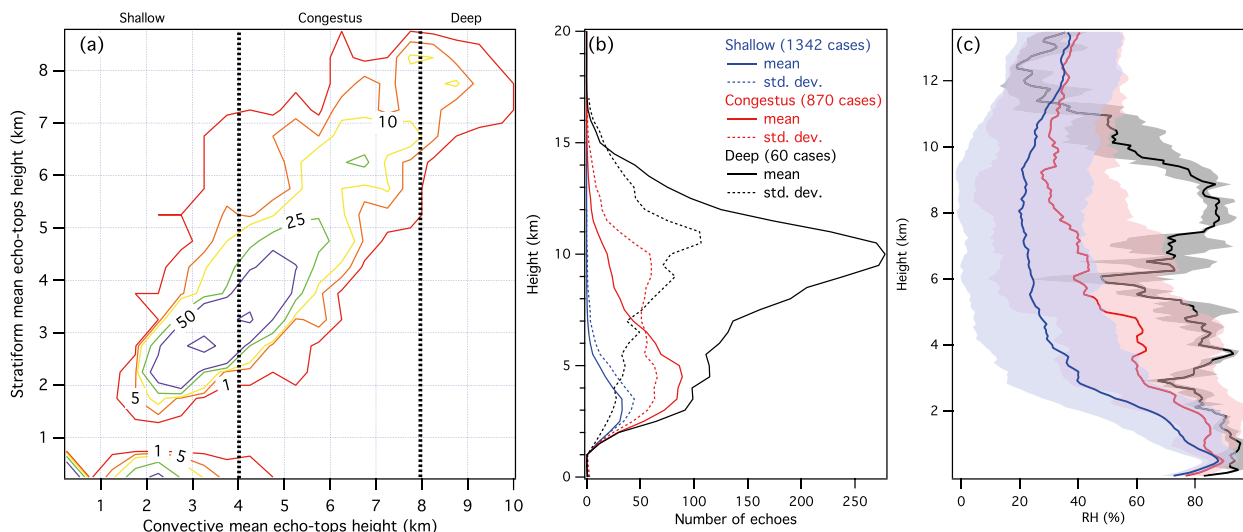 Shallow Congestus Deep
(a)
Stratiform mean echo-tops height (km)
8
7
6
5
4
3
2
1
10
25
50
5
1
1
5
1 2 3 4 5 6 7 8 9 10
Convective mean echo-tops height (km)
(b)
Height (km)
20
15
10
5
0
Shallow (1342 cases)
mean
std. dev.
Congestus (870 cases)
mean
std. dev.
Deep (60 cases)
mean
std. dev.
0 50 100 150 200 250
Number of echoes
(c)
Height (km)
12
10
8
6
4
2
0 20 40 60 80
RH (%)